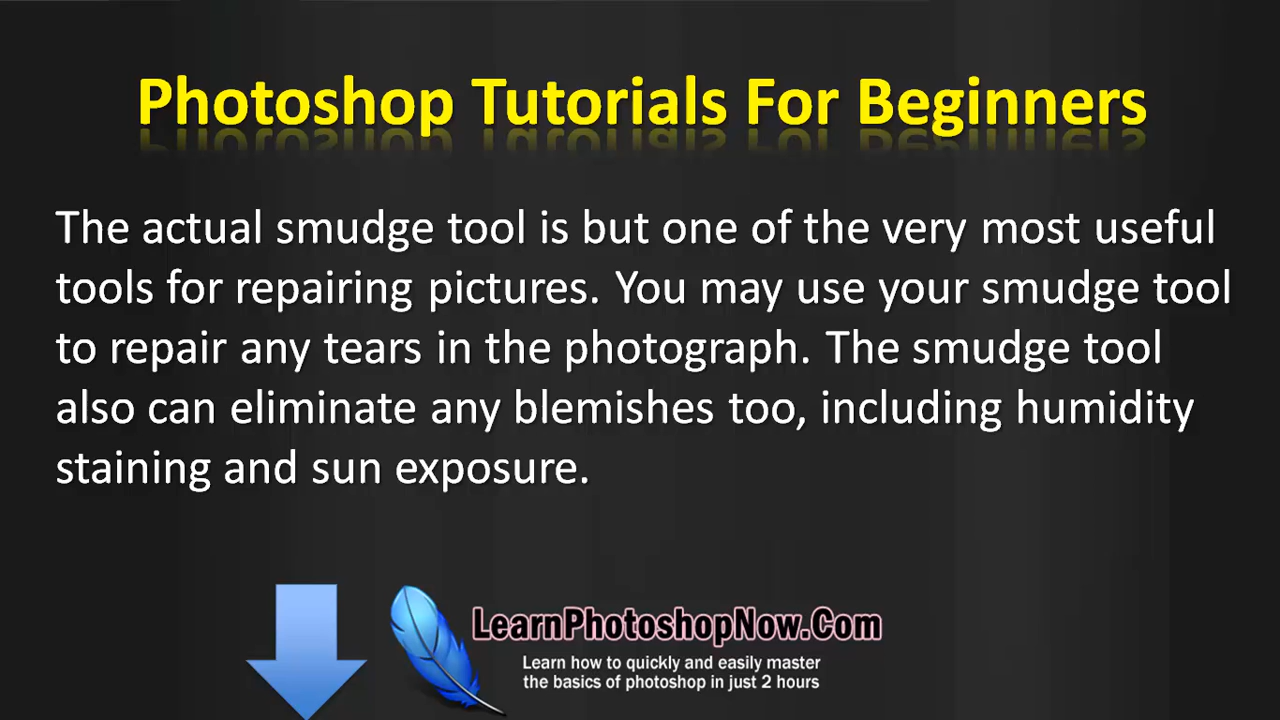 Photoshop Tutorials For Beginners
The actual smudge tool is but one of the very most useful
tools for repairing pictures. You may use your smudge tool
to repair any tears in the photograph. The smudge tool
also can eliminate any blemishes too, including humidity
staining and sun exposure.
LearnPhotoshopNow.Com
Learn how to quickly and easily master
the basics of photoshop in just 2 hours